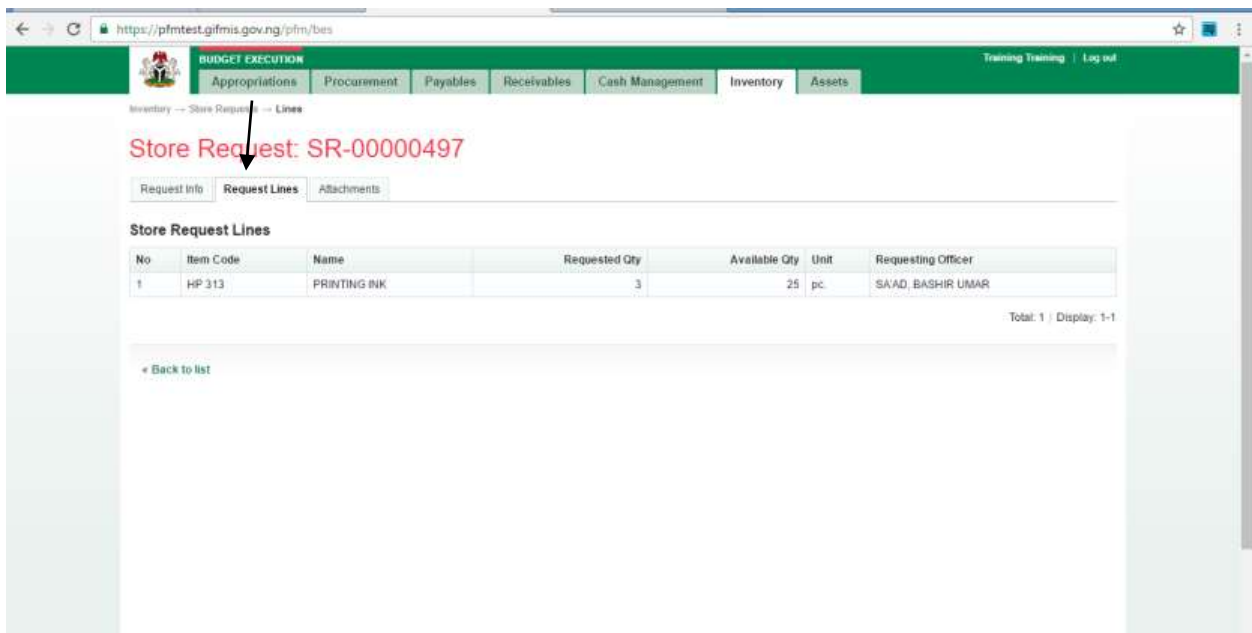 https://pfmtest.gifmis.gov.ng/pfm/bes
BUDGET EXECUTION
Training Training | Log out
Appropriations Procurement Payables Receivables Cash Management Inventory Assets
Inventory → Store Requests → Lines
Store Request: SR-00000497
Request Info Request Lines Attachments
Store Request Lines
No Item Code Name Requested Qty Available Qty Unit Requesting Officer
1 HP 313 PRINTING INK 3 25 pc. SA'AD, BASHIR UMAR
Total: 1 | Display: 1-1
« Back to list